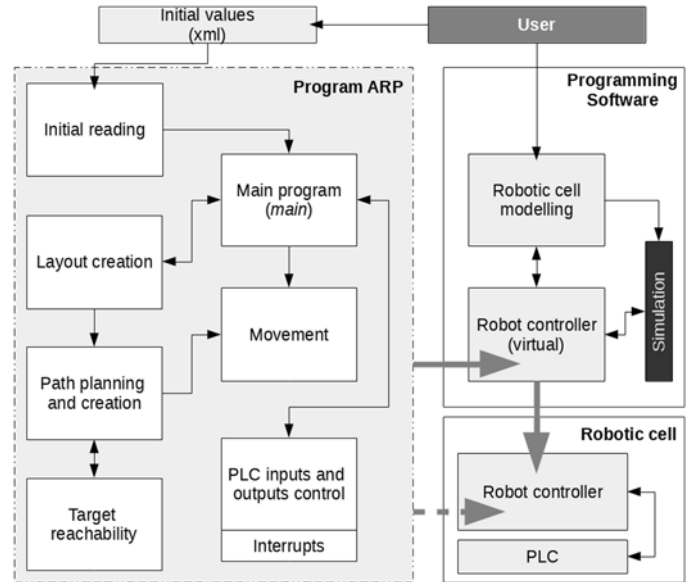 Initial values
(xml)
User
Program ARP
Initial reading
Main program
(main)
Layout creation
Movement
Path planning
and creation
PLC inputs and
outputs control
Interrupts
Target
reachability
Programming
Software
Robotic cell
modelling
Simulation
Robot controller
(virtual)
Robotic cell
Robot controller
PLC